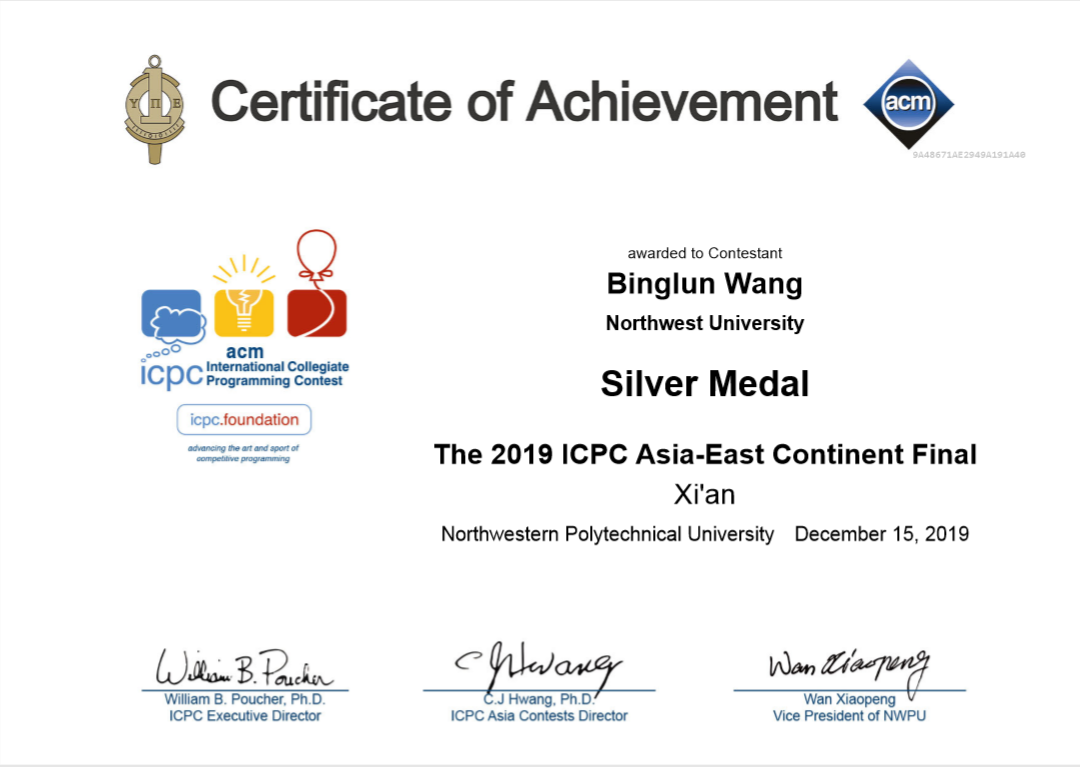 Certificate of Achievement
Υ Π Ε
acm
9A48671AE2949A191A40
awarded to Contestant
Binglun Wang
Northwest University
Silver Medal
The 2019 ICPC Asia-East Continent Final
Xi'an
Northwestern Polytechnical University December 15, 2019
acm
icpc International Collegiate
Programming Contest
icpc.foundation
advancing the art and sport of
competitive programming
William B. Poucher
William B. Poucher, Ph.D.
ICPC Executive Director
C J Hwang
C.J Hwang, Ph.D.
ICPC Asia Contests Director
Wan Xiaopeng
Wan Xiaopeng
Vice President of NWPU